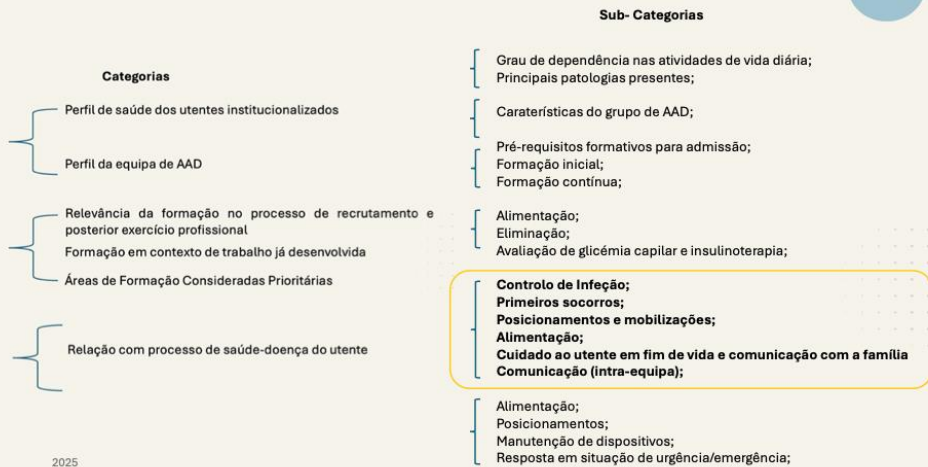 Sub- Categorias
Categorias
Perfil de saúde dos utentes institucionalizados
Perfil da equipa de AAD
Relevância da formação no processo de recrutamento e
posterior exercício profissional
Formação em contexto de trabalho já desenvolvida
Áreas de Formação Consideradas Prioritárias
Relação com processo de saúde-doença do utente
Grau de dependência nas atividades de vida diária;
Principais patologias presentes;
Caraterísticas do grupo de AAD;
Pré-requisitos formativos para admissão;
Formação inicial;
Formação contínua;
Alimentação;
Eliminação;
Avaliação de glicémia capilar e insulinoterapia;
Controlo de Infeção;
Primeiros socorros;
Posicionamentos e mobilizações;
Alimentação;
Cuidado ao utente em fim de vida e comunicação com a família
Comunicação (intra-equipa);
Alimentação;
Posicionamentos;
Manutenção de dispositivos;
Resposta em situação de urgência/emergência;
2025